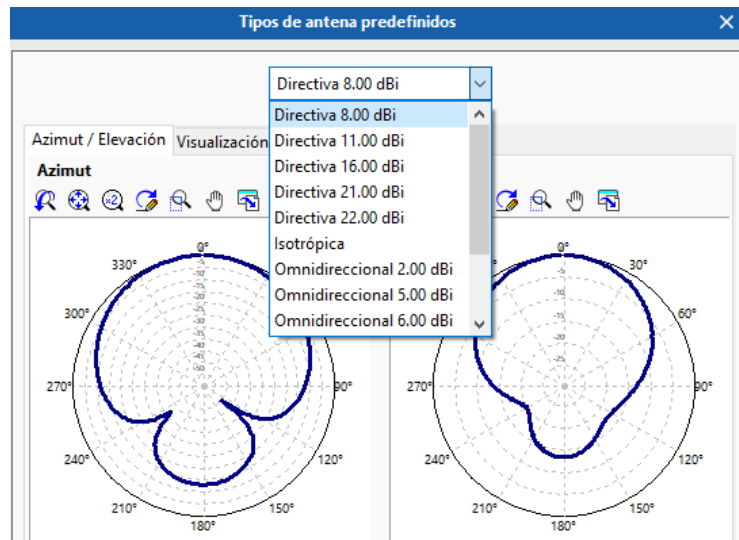 Tipos de antena predefinidos
Directiva 8.00 dBi
Directiva 8.00 dBi
Directiva 11.00 dBi
Directiva 16.00 dBi
Directiva 21.00 dBi
Directiva 22.00 dBi
Isotrópica
Omnidireccional 2.00 dBi
Omnidireccional 5.00 dBi
Omnidireccional 6.00 dBi
Azimut / Elevación
Visualización
Azimut
x2
0°
330°
300°
270°
240°
210°
180°
150°
120°
90°
0°
30°
60°
90°
120°
150°
180°
210°
240°
270°